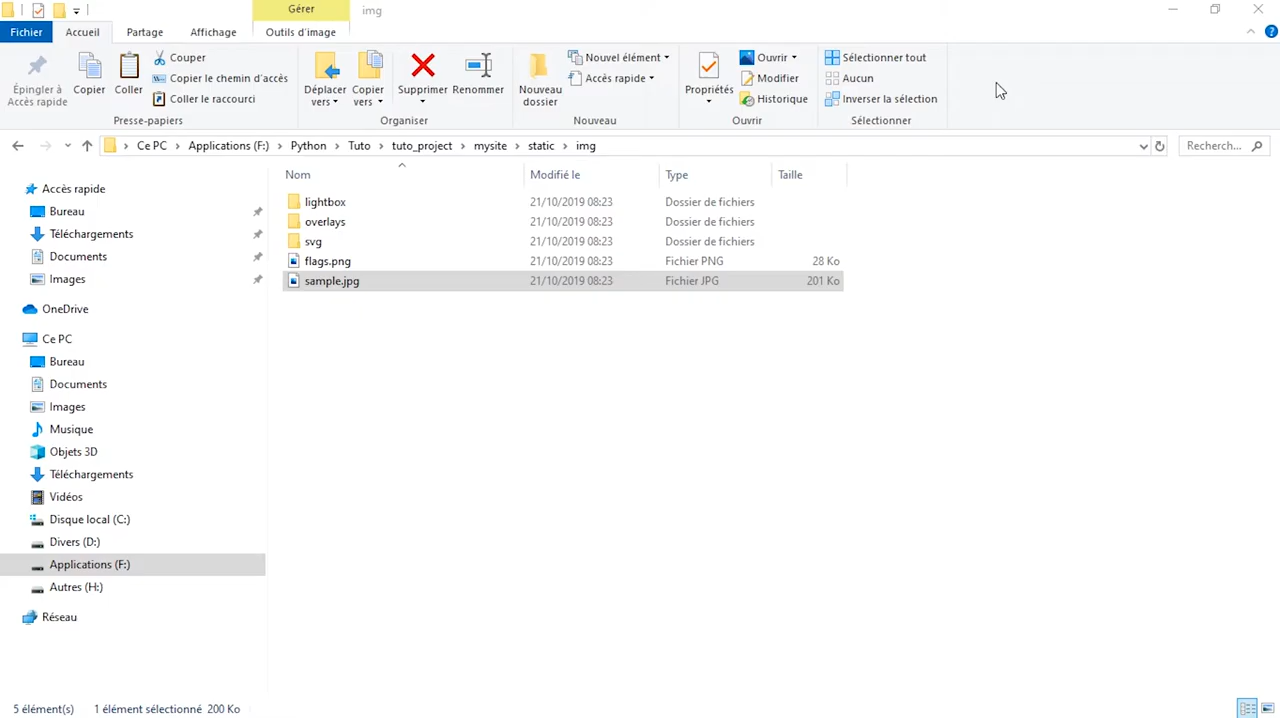 Gérer
img
Fichier
Accueil
Partage
Affichage
Outils d'image
Épingler à
Accès rapide
Copier
Coller
Couper
Copier le chemin d'accès
Coller le raccourci
Presse-papiers
Déplacer
vers
Copier
vers
Supprimer
Renommer
Organiser
Nouveau
dossier
Nouvel élément
Accès rapide
Nouveau
Propriétés
Ouvrir
Modifier
Historique
Ouvrir
Sélectionner tout
Aucun
Inverser la sélection
Sélectionner
Ce PC > Applications (F:) > Python > Tuto > tuto_project > mysite > static > img
Recherch...
Nom Modifié le Type Taille
lightbox 21/10/2019 08:23 Dossier de fichiers
overlays 21/10/2019 08:23 Dossier de fichiers
svg 21/10/2019 08:23 Dossier de fichiers
flags.png 21/10/2019 08:23 Fichier PNG 28 Ko
sample.jpg 21/10/2019 08:23 Fichier JPG 201 Ko
Accès rapide
Bureau
Téléchargements
Documents
Images
OneDrive
Ce PC
Bureau
Documents
Images
Musique
Objets 3D
Téléchargements
Vidéos
Disque local (C:)
Divers (D:)
Applications (F:)
Autres (H:)
Réseau
5 élément(s) 1 élément sélectionné 200 Ko